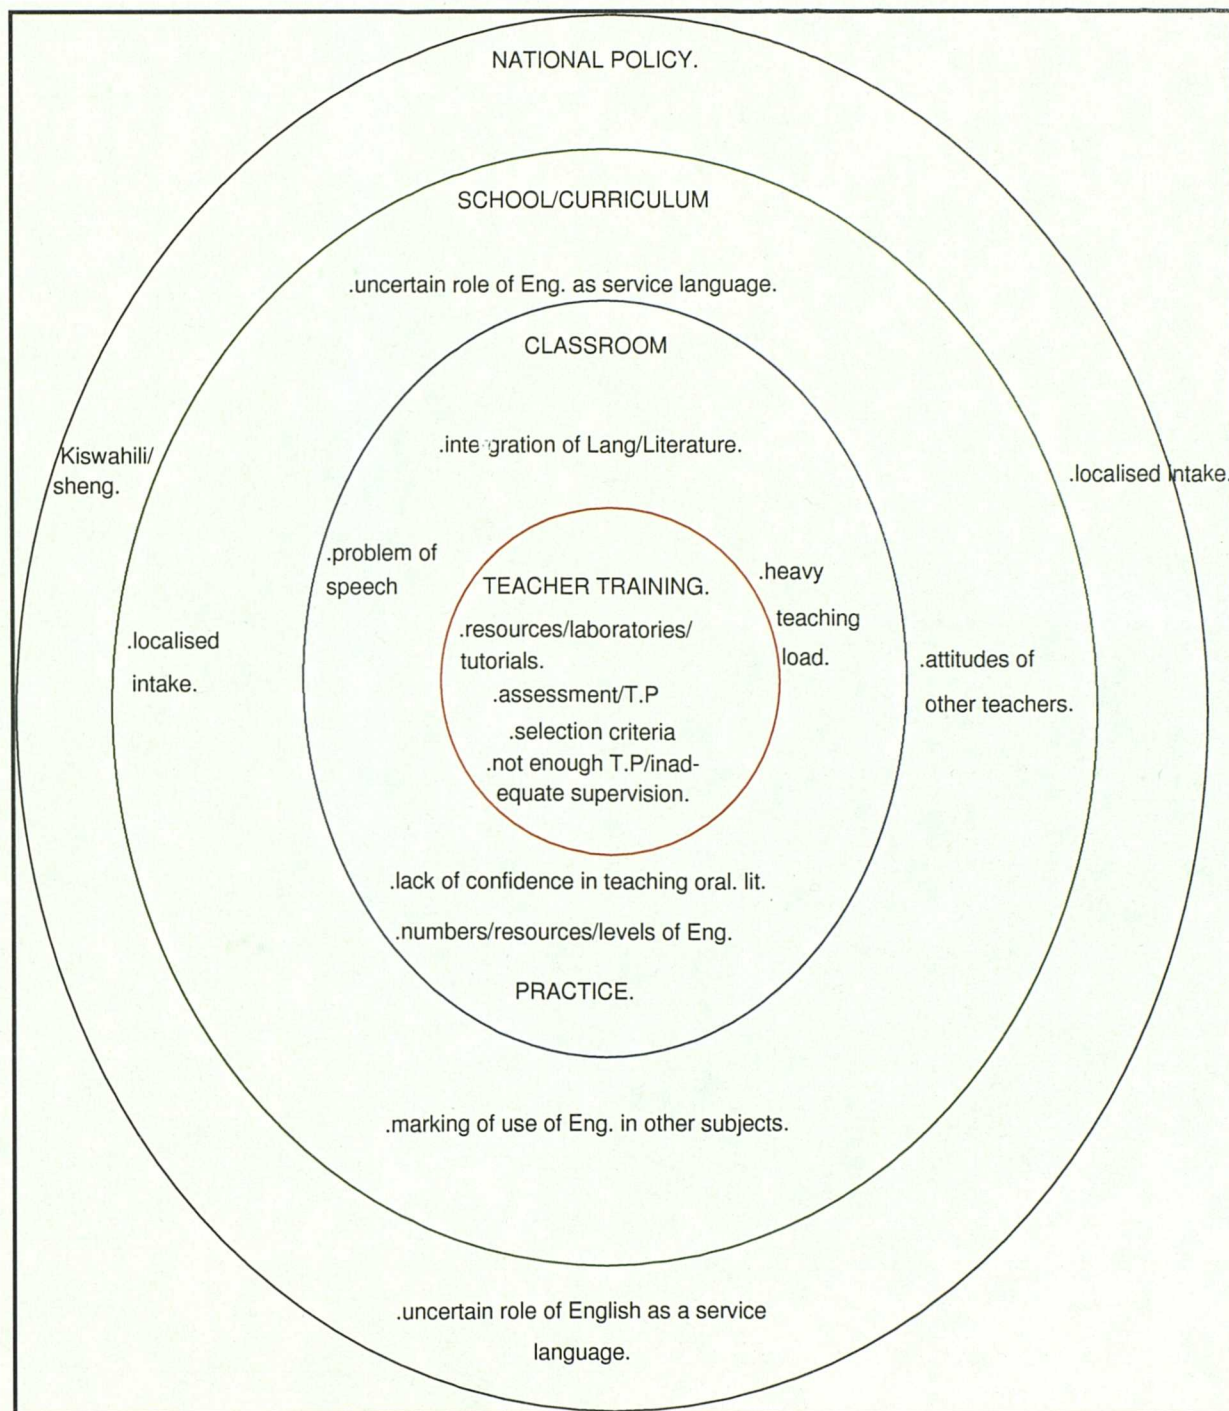 NATIONAL POLICY.
SCHOOL/CURRICULUM
.uncertain role of Eng. as service language.
CLASSROOM
.integration of Lang/Literature.
Kiswahili/
sheng.
.localised intake.
.problem of
speech
.heavy
teaching
load.
TEACHER TRAINING.
.resources/laboratories/
tutorials.
.assessment/T.P
.selection criteria
.not enough T.P/inad-
equate supervision.
.localised
intake.
.attitudes of
other teachers.
.lack of confidence in teaching oral. lit.
.numbers/resources/levels of Eng.
PRACTICE.
.marking of use of Eng. in other subjects.
.uncertain role of English as a service
language.